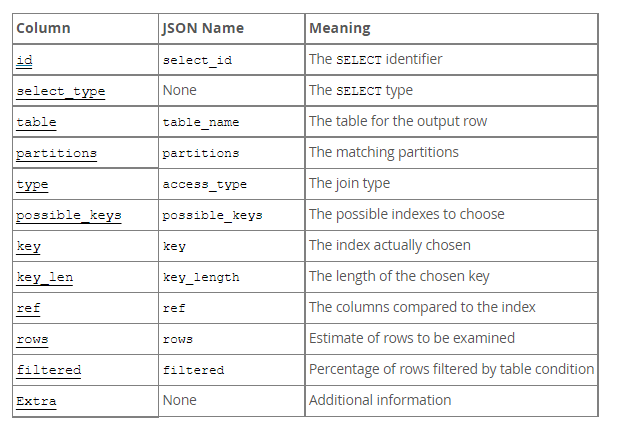 Column JSON Name Meaning
id select_id The SELECT identifier
select_type None The SELECT type
table table_name The table for the output row
partitions partitions The matching partitions
type access_type The join type
possible_keys possible_keys The possible indexes to choose
key key The index actually chosen
key_len key_length The length of the chosen key
ref ref The columns compared to the index
rows rows Estimate of rows to be examined
filtered filtered Percentage of rows filtered by table condition
Extra None Additional information